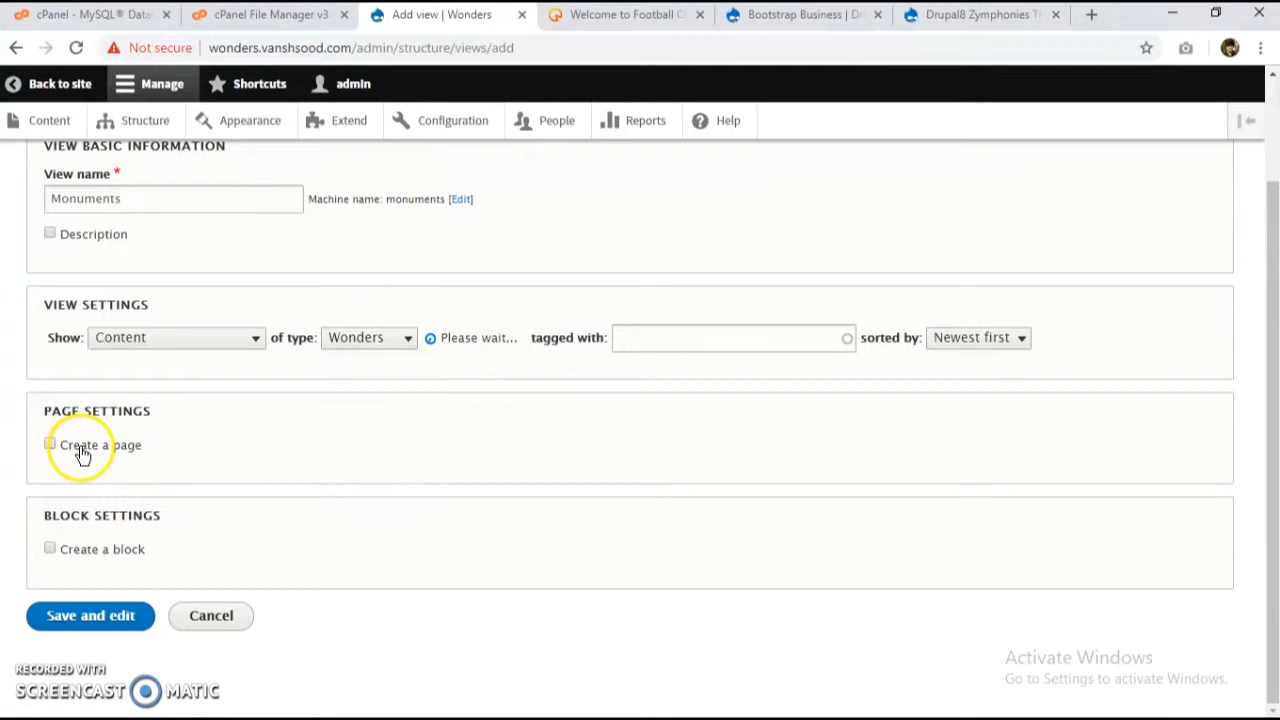 cPanel - MySQL® Data
cPanel File Manager v3
Add view | Wonders
Welcome to Football C
Bootstrap Business | D
Drupal8 Zymphonies T
Not secure
wonders.vanshsood.com/admin/structure/views/add
Back to site
Manage
Shortcuts
admin
Content
Structure
Appearance
Extend
Configuration
People
Reports
Help
VIEW BASIC INFORMATION
View name *
Monuments
Machine name: monuments [Edit]
Description
VIEW SETTINGS
Show: Content of type: Wonders Please wait... tagged with: sorted by: Newest first
PAGE SETTINGS
Create a page
BLOCK SETTINGS
Create a block
Save and edit
Cancel
Activate Windows
Go to Settings to activate Windows.
RECORDED WITH
SCREENCAST MATIC